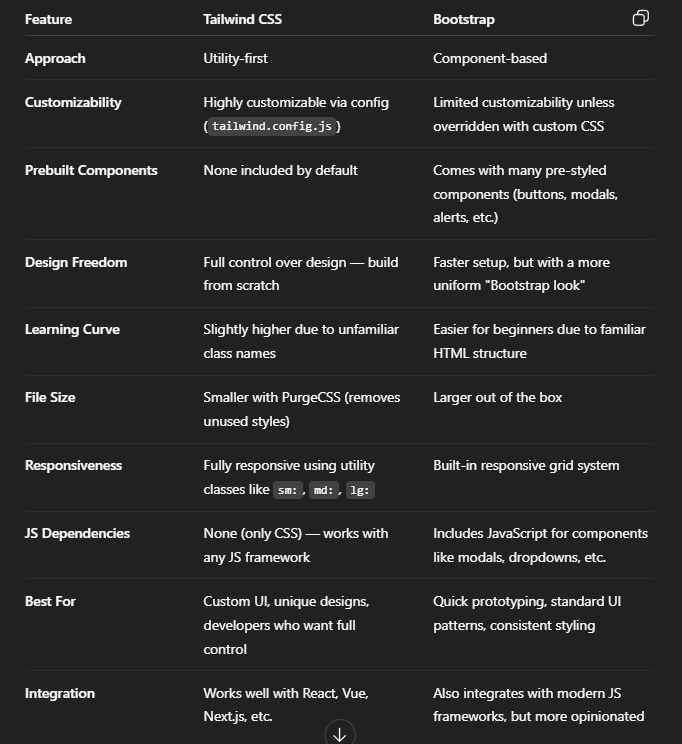 Feature Tailwind CSS Bootstrap
Approach Utility-first Component-based
Customizability Highly customizable via config Limited customizability unless
(tailwind.config.js) overridden with custom CSS
Prebuilt Components None included by default Comes with many pre-styled
components (buttons, modals,
alerts, etc.)
Design Freedom Full control over design — build Faster setup, but with a more
from scratch uniform "Bootstrap look"
Learning Curve Slightly higher due to unfamiliar Easier for beginners due to familiar
class names HTML structure
File Size Smaller with PurgeCSS (removes Larger out of the box
unused styles)
Responsiveness Fully responsive using utility Built-in responsive grid system
classes like sm:, md:, lg:
JS Dependencies None (only CSS) — works with Includes JavaScript for components
any JS framework like modals, dropdowns, etc.
Best For Custom UI, unique designs, Quick prototyping, standard UI
developers who want full patterns, consistent styling
control
Integration Works well with React, Vue, Also integrates with modern JS
Next.js, etc. frameworks, but more opinionated